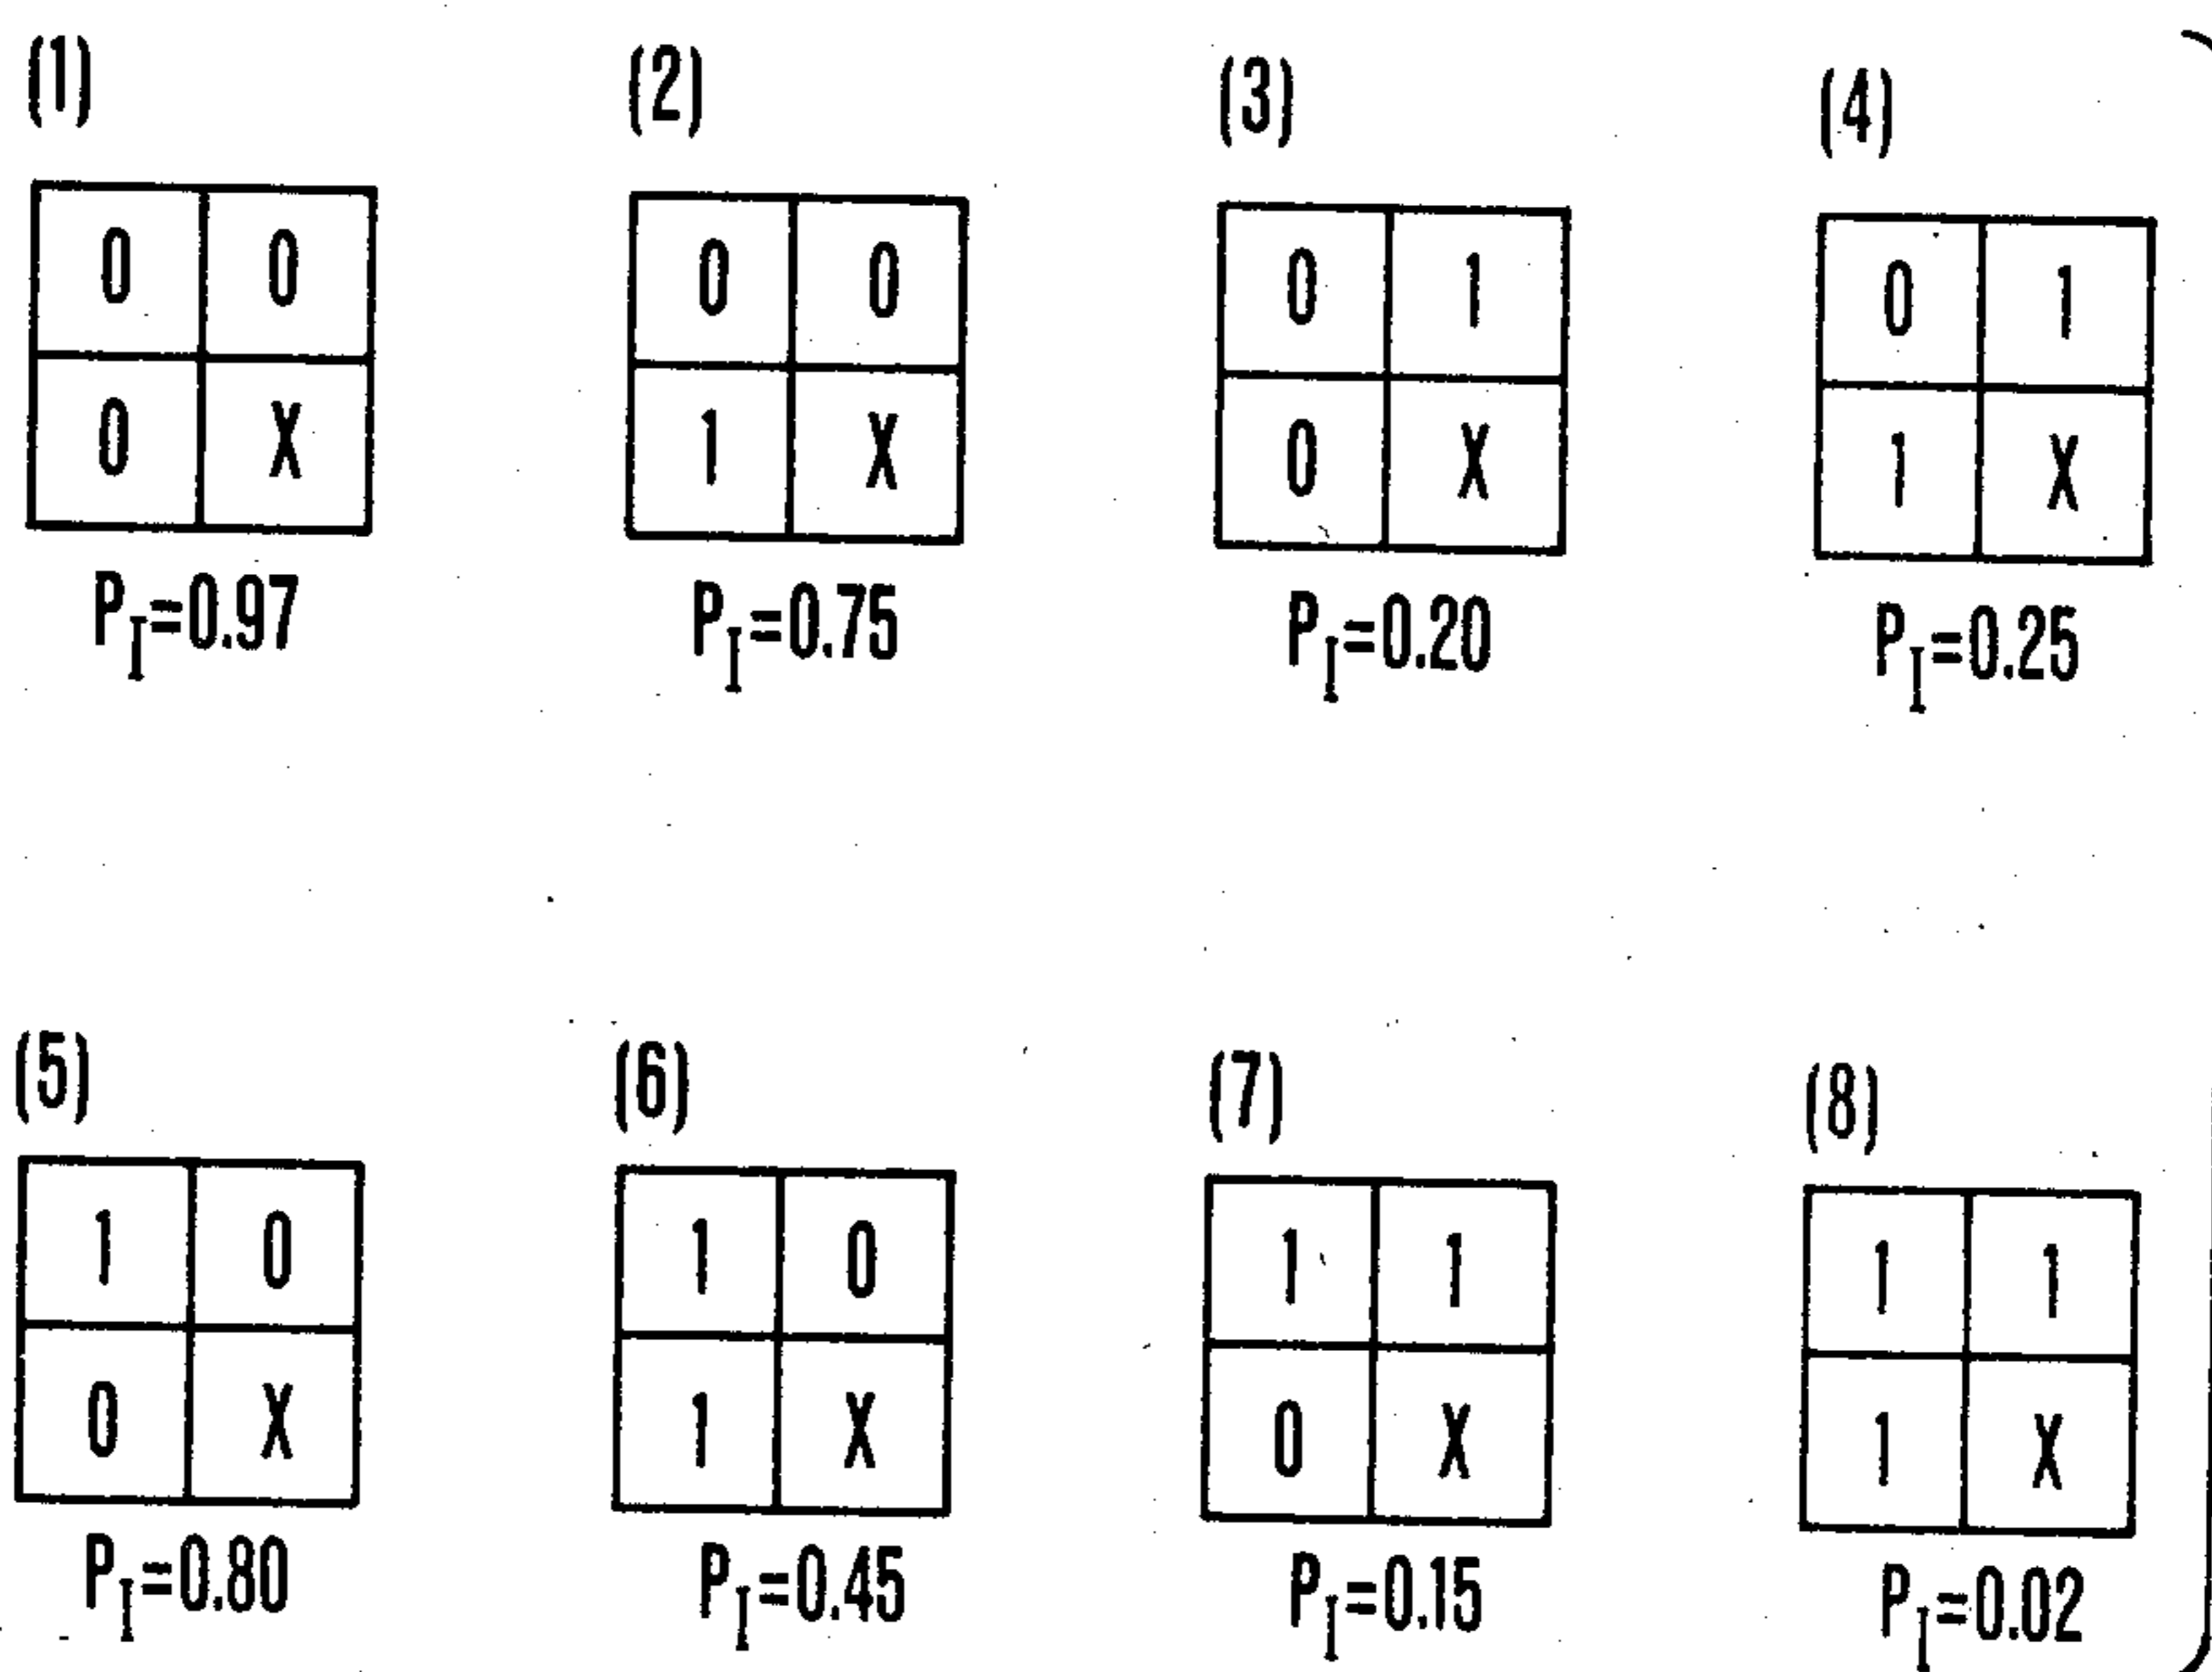 (1) (2) (3) (4)
0 0 0 0 0 1 0 1
0 X 1 X 0 X 1 X
P_I=0.97 P_I=0.75 P_I=0.20 P_I=0.25
(5) (6) (7) (8)
1 0 1 0 1 1 1 1
0 X 1 X 0 X 1 X
P_I=0.80 P_I=0.45 P_I=0.15 P_I=0.02